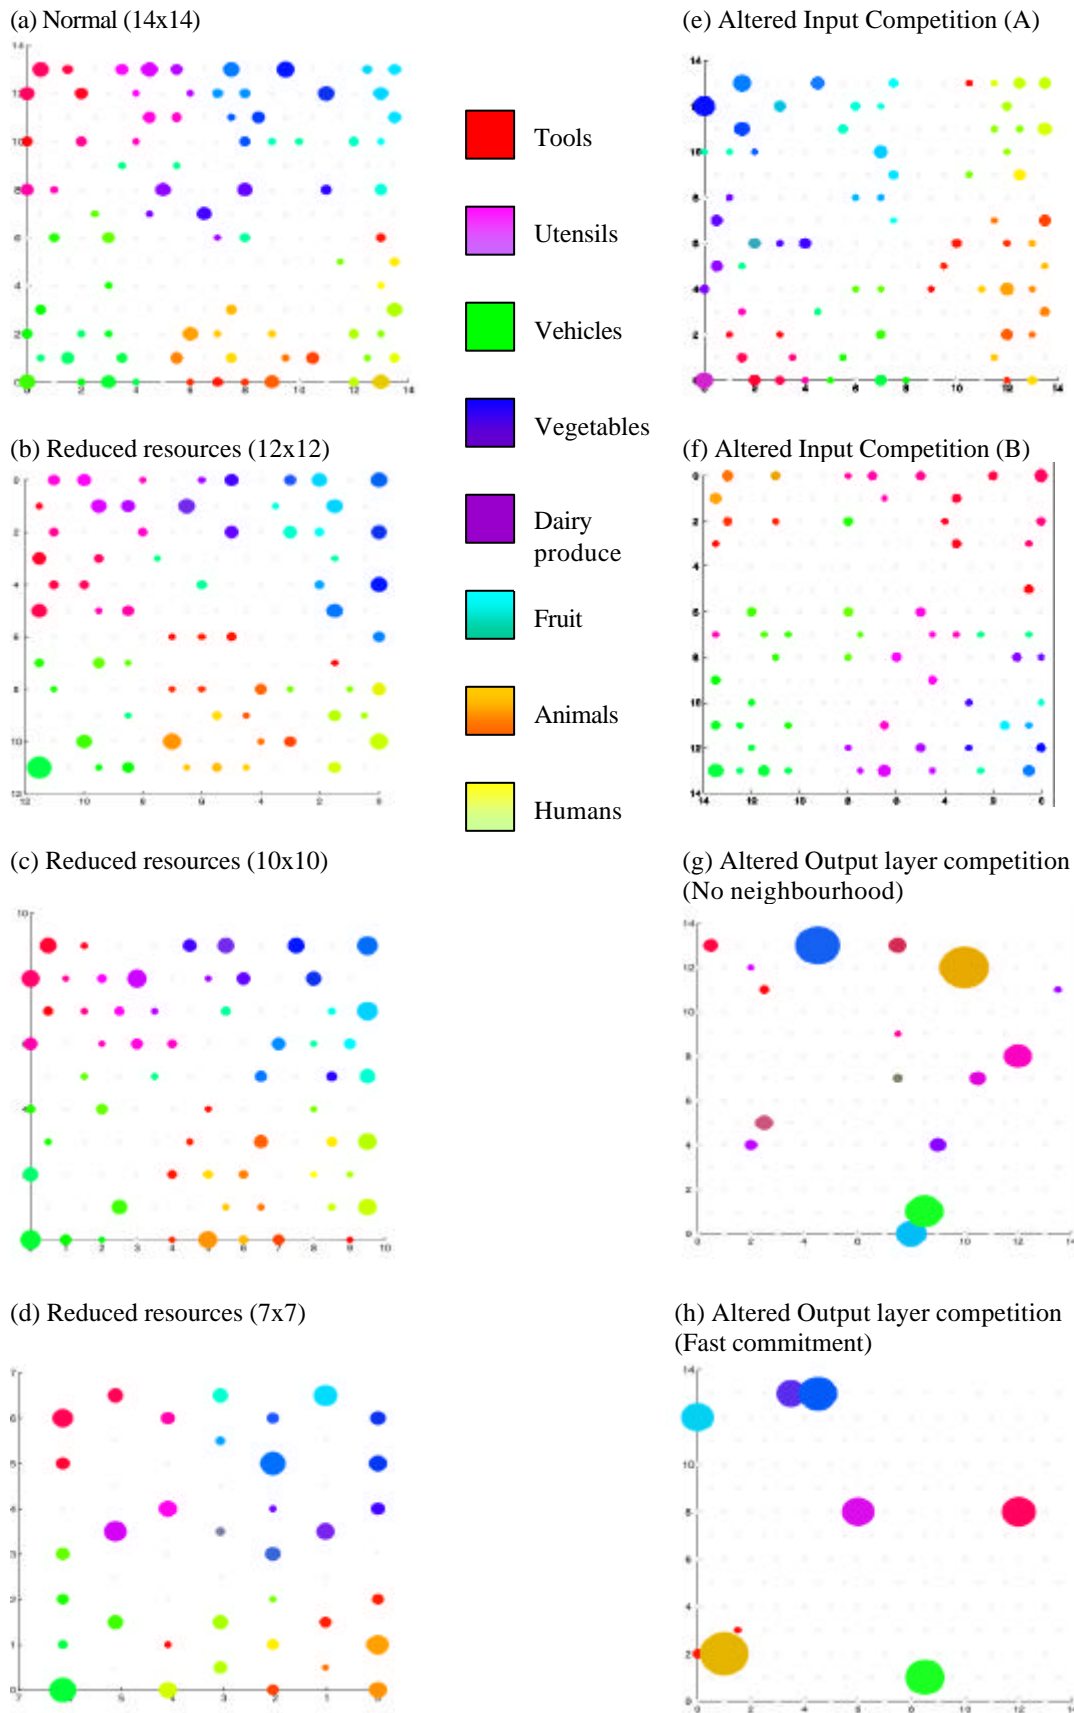 (a) Normal (14x14)
(e) Altered Input Competition (A)
Tools
Utensils
Vehicles
Vegetables
Dairy
produce
Fruit
Animals
Humans
(b) Reduced resources (12x12)
(f) Altered Input Competition (B)
(c) Reduced resources (10x10)
(g) Altered Output layer competition
(No neighbourhood)
(d) Reduced resources (7x7)
(h) Altered Output layer competition
(Fast commitment)